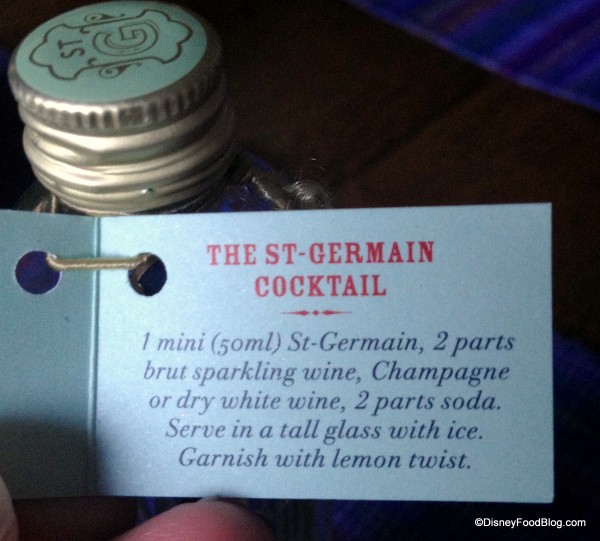 ST G
THE ST-GERMAIN
COCKTAIL
1 mini (50ml) St-Germain, 2 parts
brut sparkling wine, Champagne
or dry white wine, 2 parts soda.
Serve in a tall glass with ice.
Garnish with lemon twist.
©DisneyFoodBlog.com